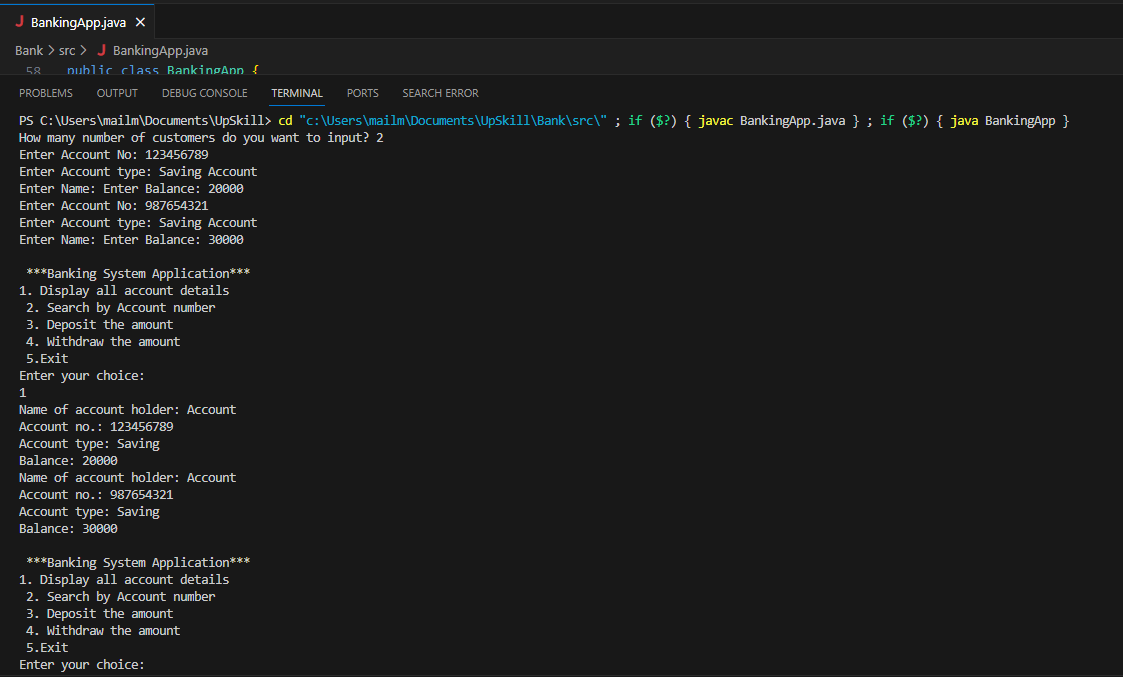 J BankingApp.java ×
Bank > src > J BankingApp.java
58 public class BankingApp {
PROBLEMS OUTPUT DEBUG CONSOLE TERMINAL PORTS SEARCH ERROR
PS C:\Users\mailm\Documents\UpSkill> cd "c:\Users\mailm\Documents\UpSkill\Bank\src\" ; if ($?) { javac BankingApp.java } ; if ($?) { java BankingApp }
How many number of customers do you want to input? 2
Enter Account No: 123456789
Enter Account type: Saving Account
Enter Name: Enter Balance: 20000
Enter Account No: 987654321
Enter Account type: Saving Account
Enter Name: Enter Balance: 30000
***Banking System Application***
1. Display all account details
2. Search by Account number
3. Deposit the amount
4. Withdraw the amount
5.Exit
Enter your choice:
1
Name of account holder: Account
Account no.: 123456789
Account type: Saving
Balance: 20000
Name of account holder: Account
Account no.: 987654321
Account type: Saving
Balance: 30000
***Banking System Application***
1. Display all account details
2. Search by Account number
3. Deposit the amount
4. Withdraw the amount
5.Exit
Enter your choice: